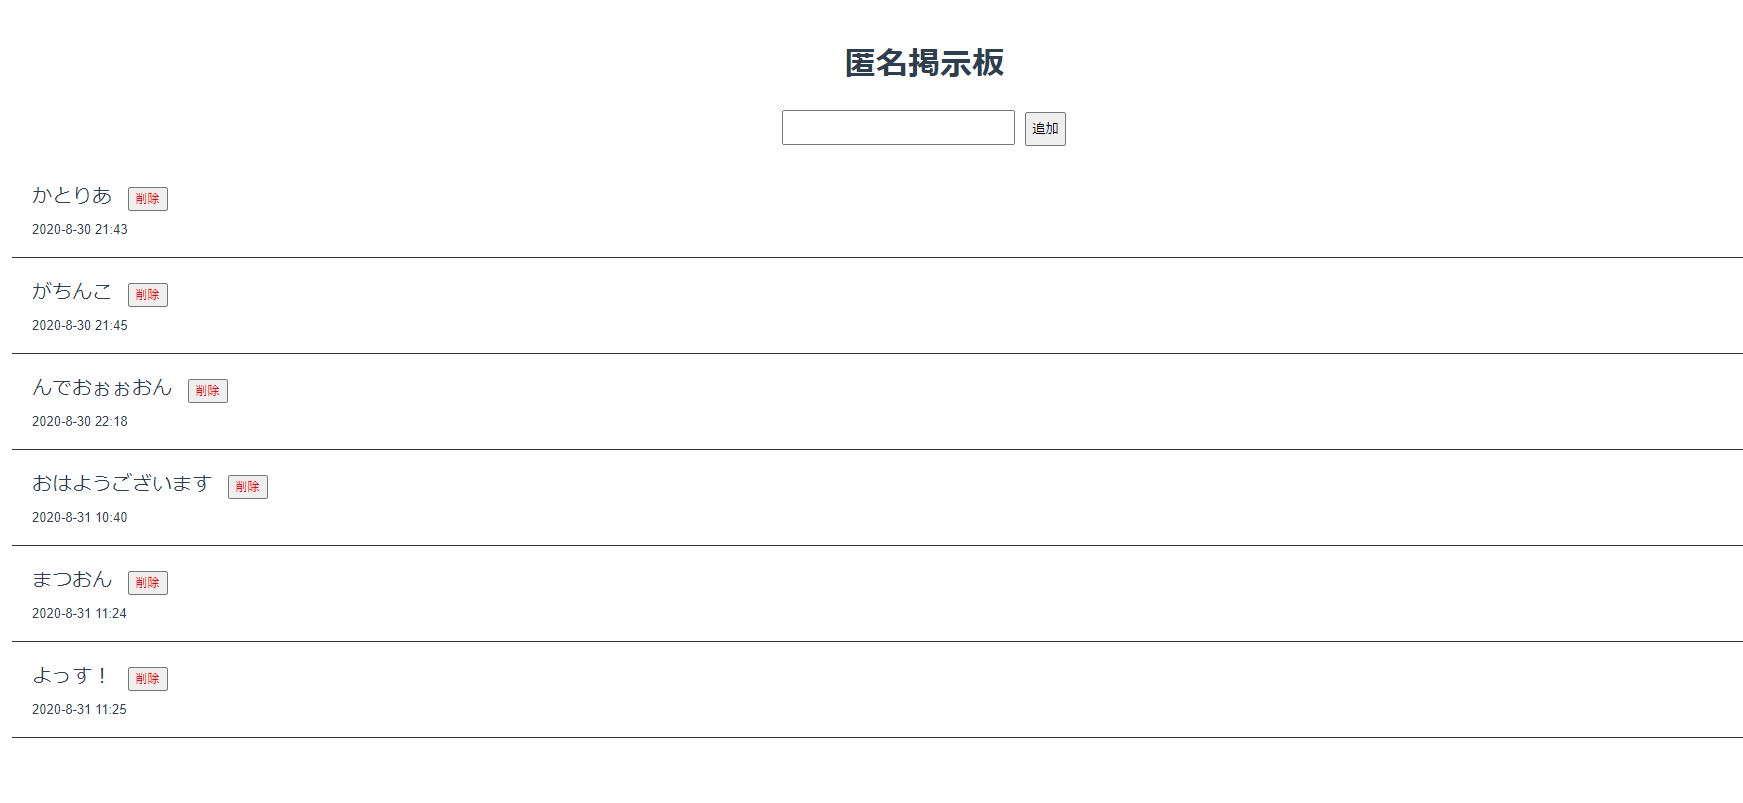 匿名掲示板
追加
かとりあ 削除
2020-8-30 21:43
がちんこ 削除
2020-8-30 21:45
んでおぉぉおん 削除
2020-8-30 22:18
おはようございます 削除
2020-8-31 10:40
まつおん 削除
2020-8-31 11:24
よっす！ 削除
2020-8-31 11:25